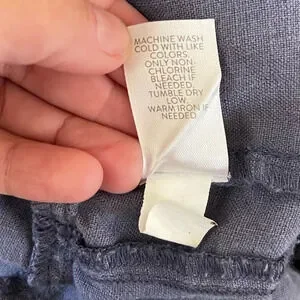 MACHINE WASH
COLD WITH LIKE
COLORS.
ONLY NON-
CHLORINE
BLEACH IF
NEEDED.
TUMBLE DRY
LOW.
WARM IRON IF
NEEDED